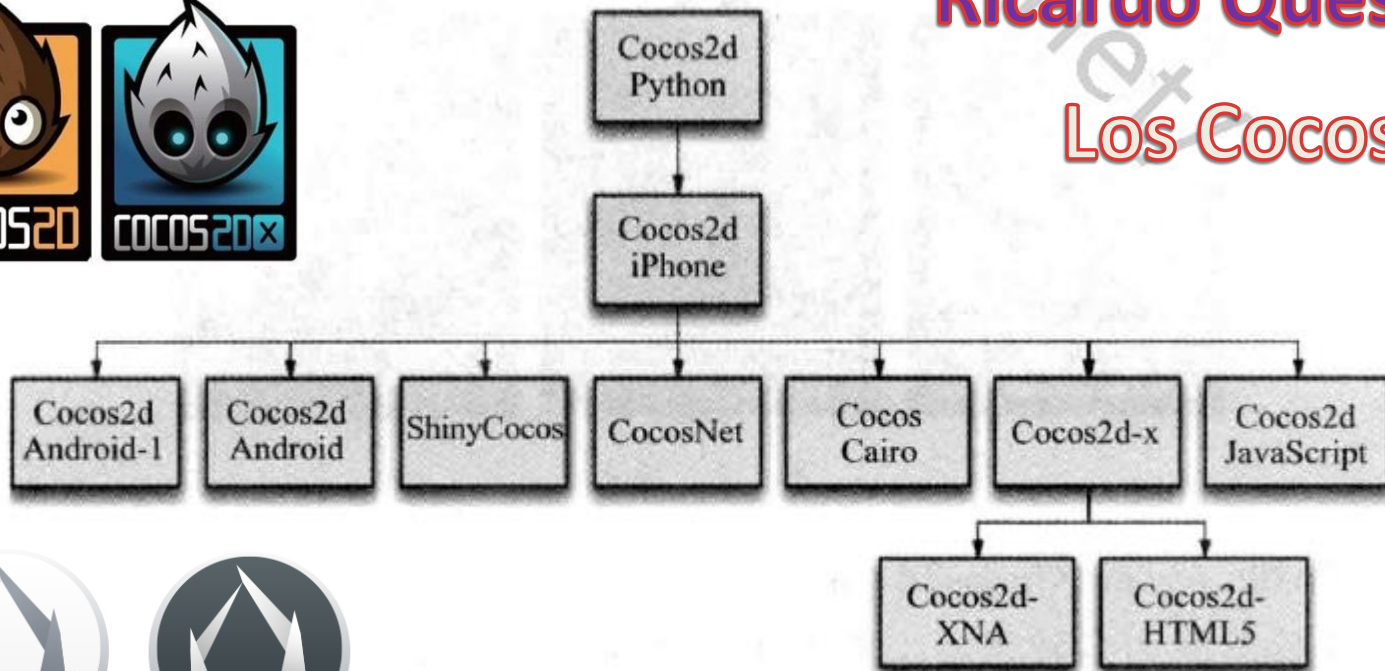 Cocos2d
Python
Los Cocos
COCOS2DX
Cocos2d
iPhone
Cocos2d
Android-1
Cocos2d
Android
ShinyCocos
CocosNet
Cocos
Cairo
Cocos2d-x
Cocos2d
JavaScript
Cocos2d-
XNA
Cocos2d-
HTML5
Ricardo